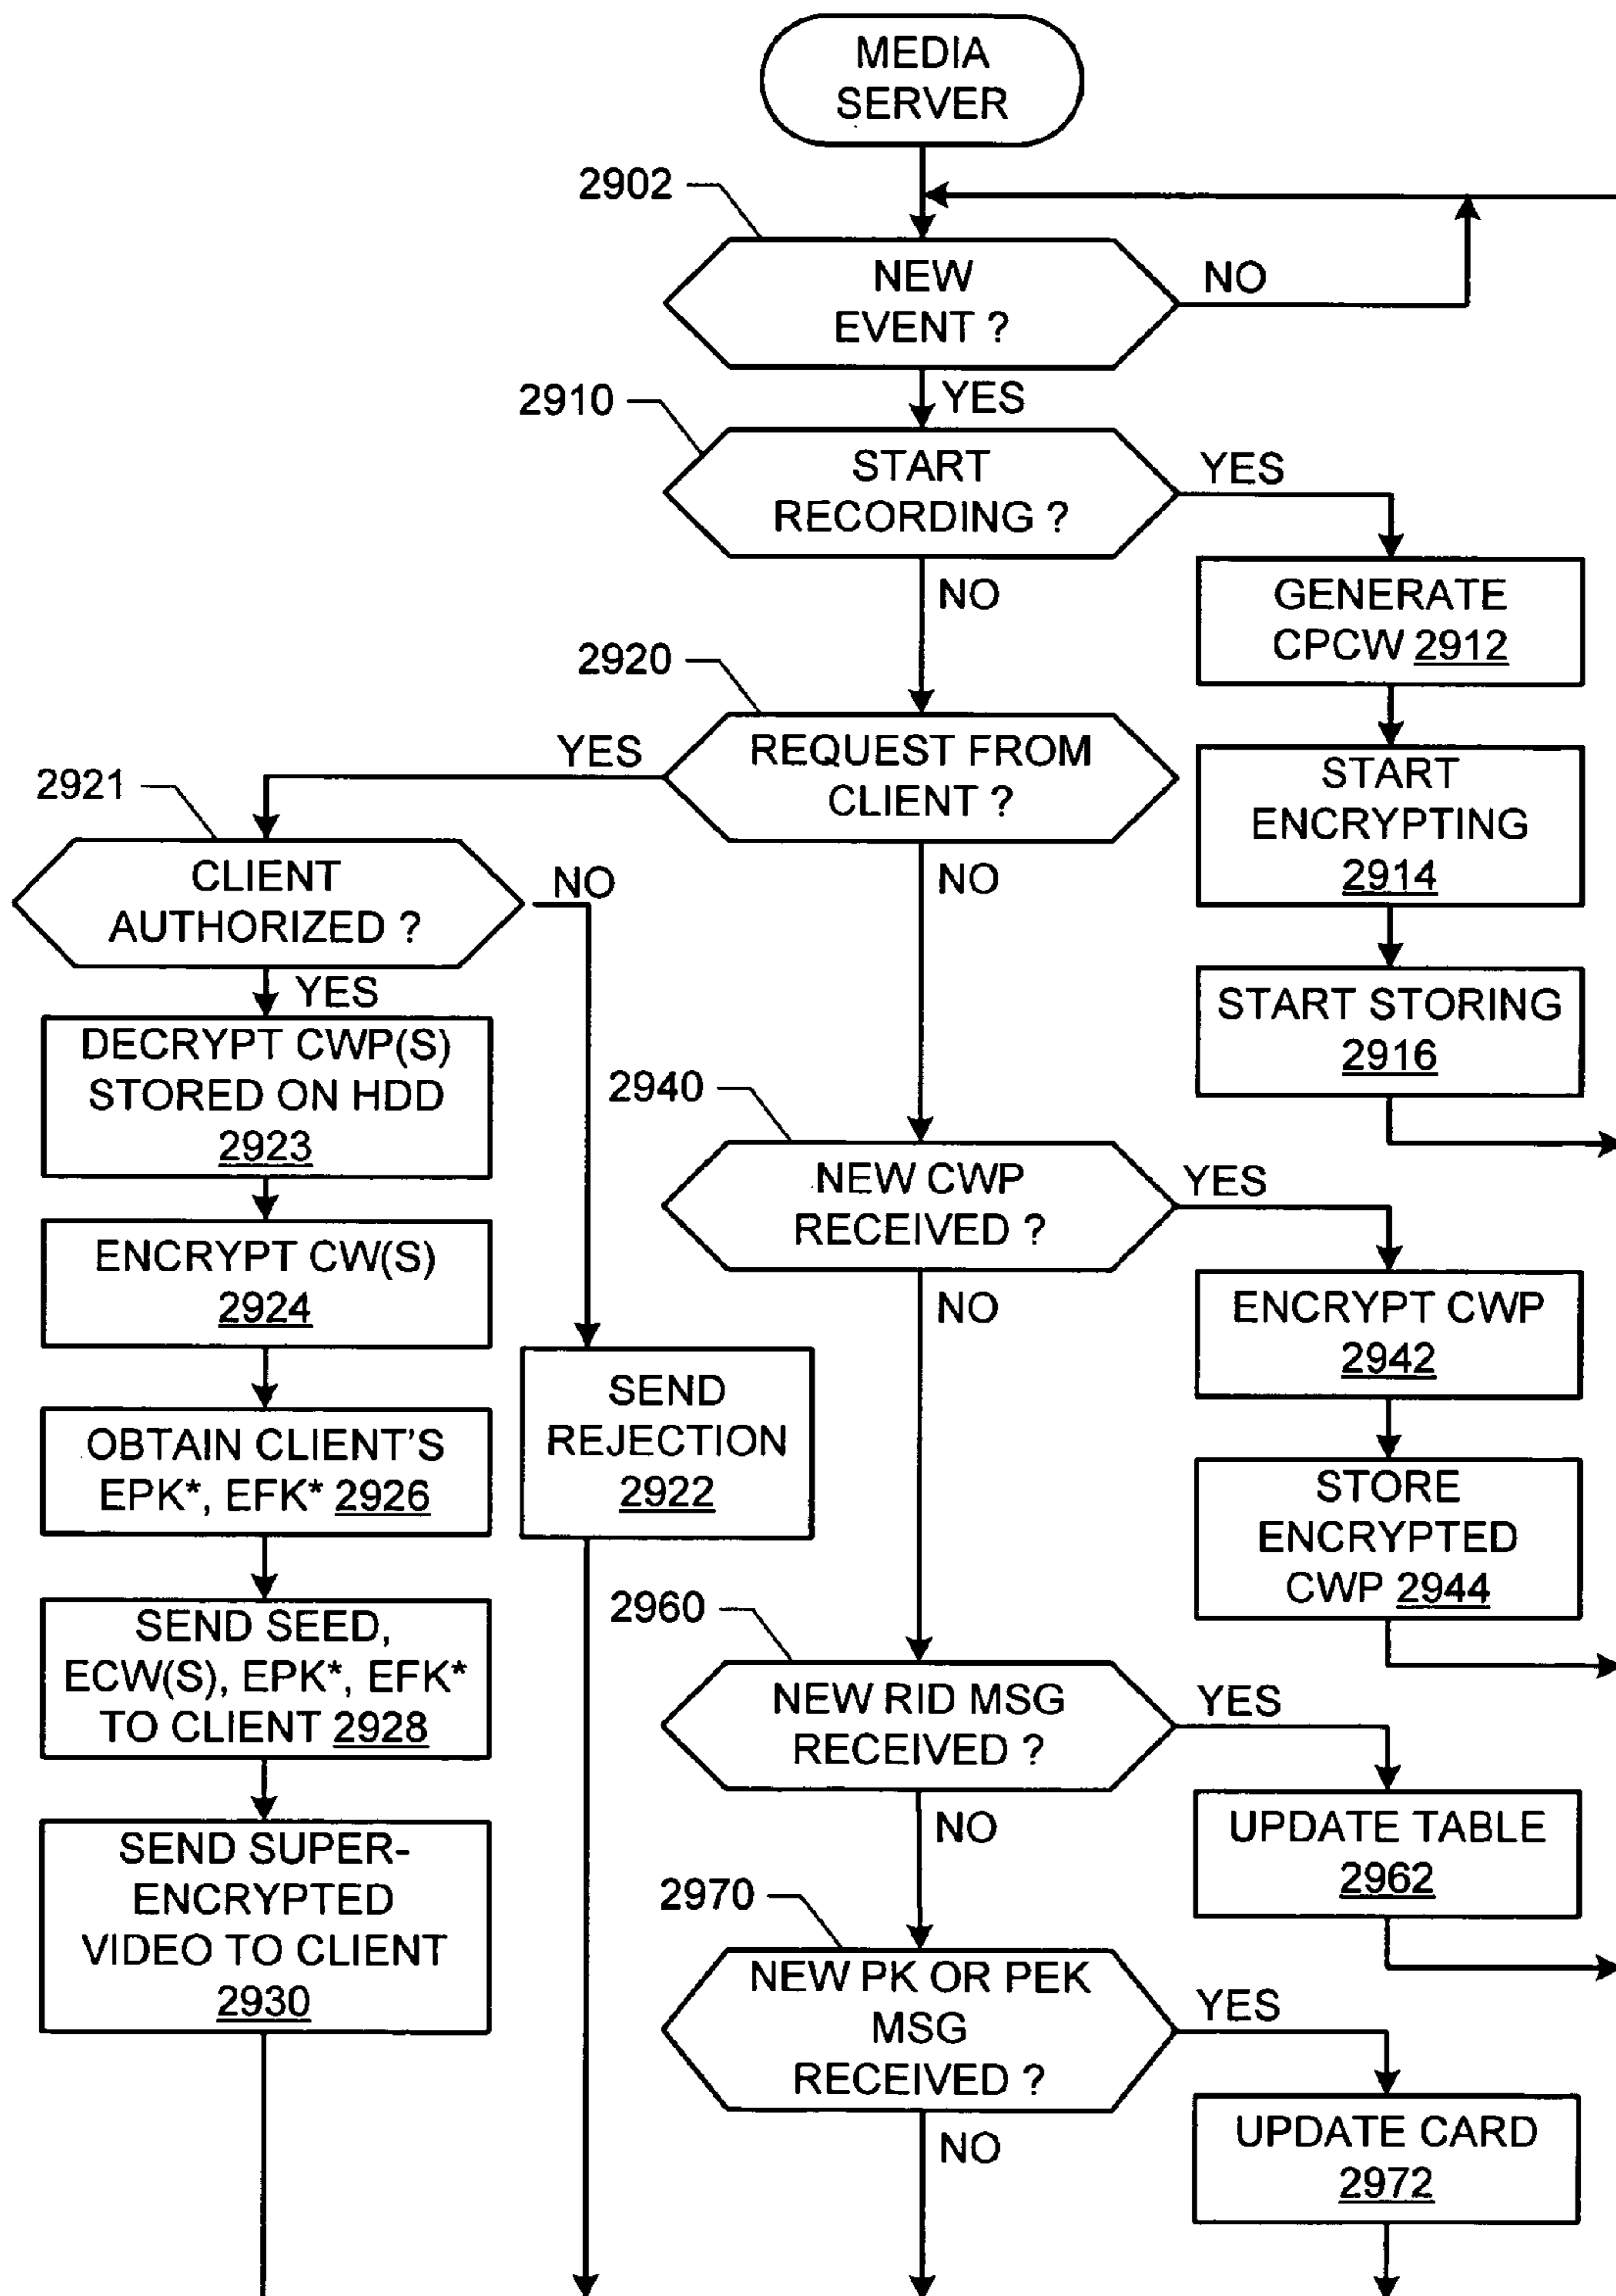 MEDIA
SERVER
2902
NEW
EVENT ?
NO
YES
2910
START
RECORDING ?
YES
NO
GENERATE
CPCW 2912
2920
REQUEST FROM
CLIENT ?
YES
NO
START
ENCRYPTING
2914
2921
CLIENT
AUTHORIZED ?
NO
YES
START STORING
2916
DECRYPT CWP(S)
STORED ON HDD
2923
2940
NEW CWP
RECEIVED ?
YES
NO
ENCRYPT CW(S)
2924
ENCRYPT CWP
2942
SEND
REJECTION
2922
OBTAIN CLIENT'S
EPK*, EFK* 2926
STORE
ENCRYPTED
CWP 2944
SEND SEED,
ECW(S), EPK*, EFK*
TO CLIENT 2928
2960
NEW RID MSG
RECEIVED ?
YES
NO
UPDATE TABLE
2962
SEND SUPER-
ENCRYPTED
VIDEO TO CLIENT
2930
2970
NEW PK OR PEK
MSG
RECEIVED ?
YES
NO
UPDATE CARD
2972